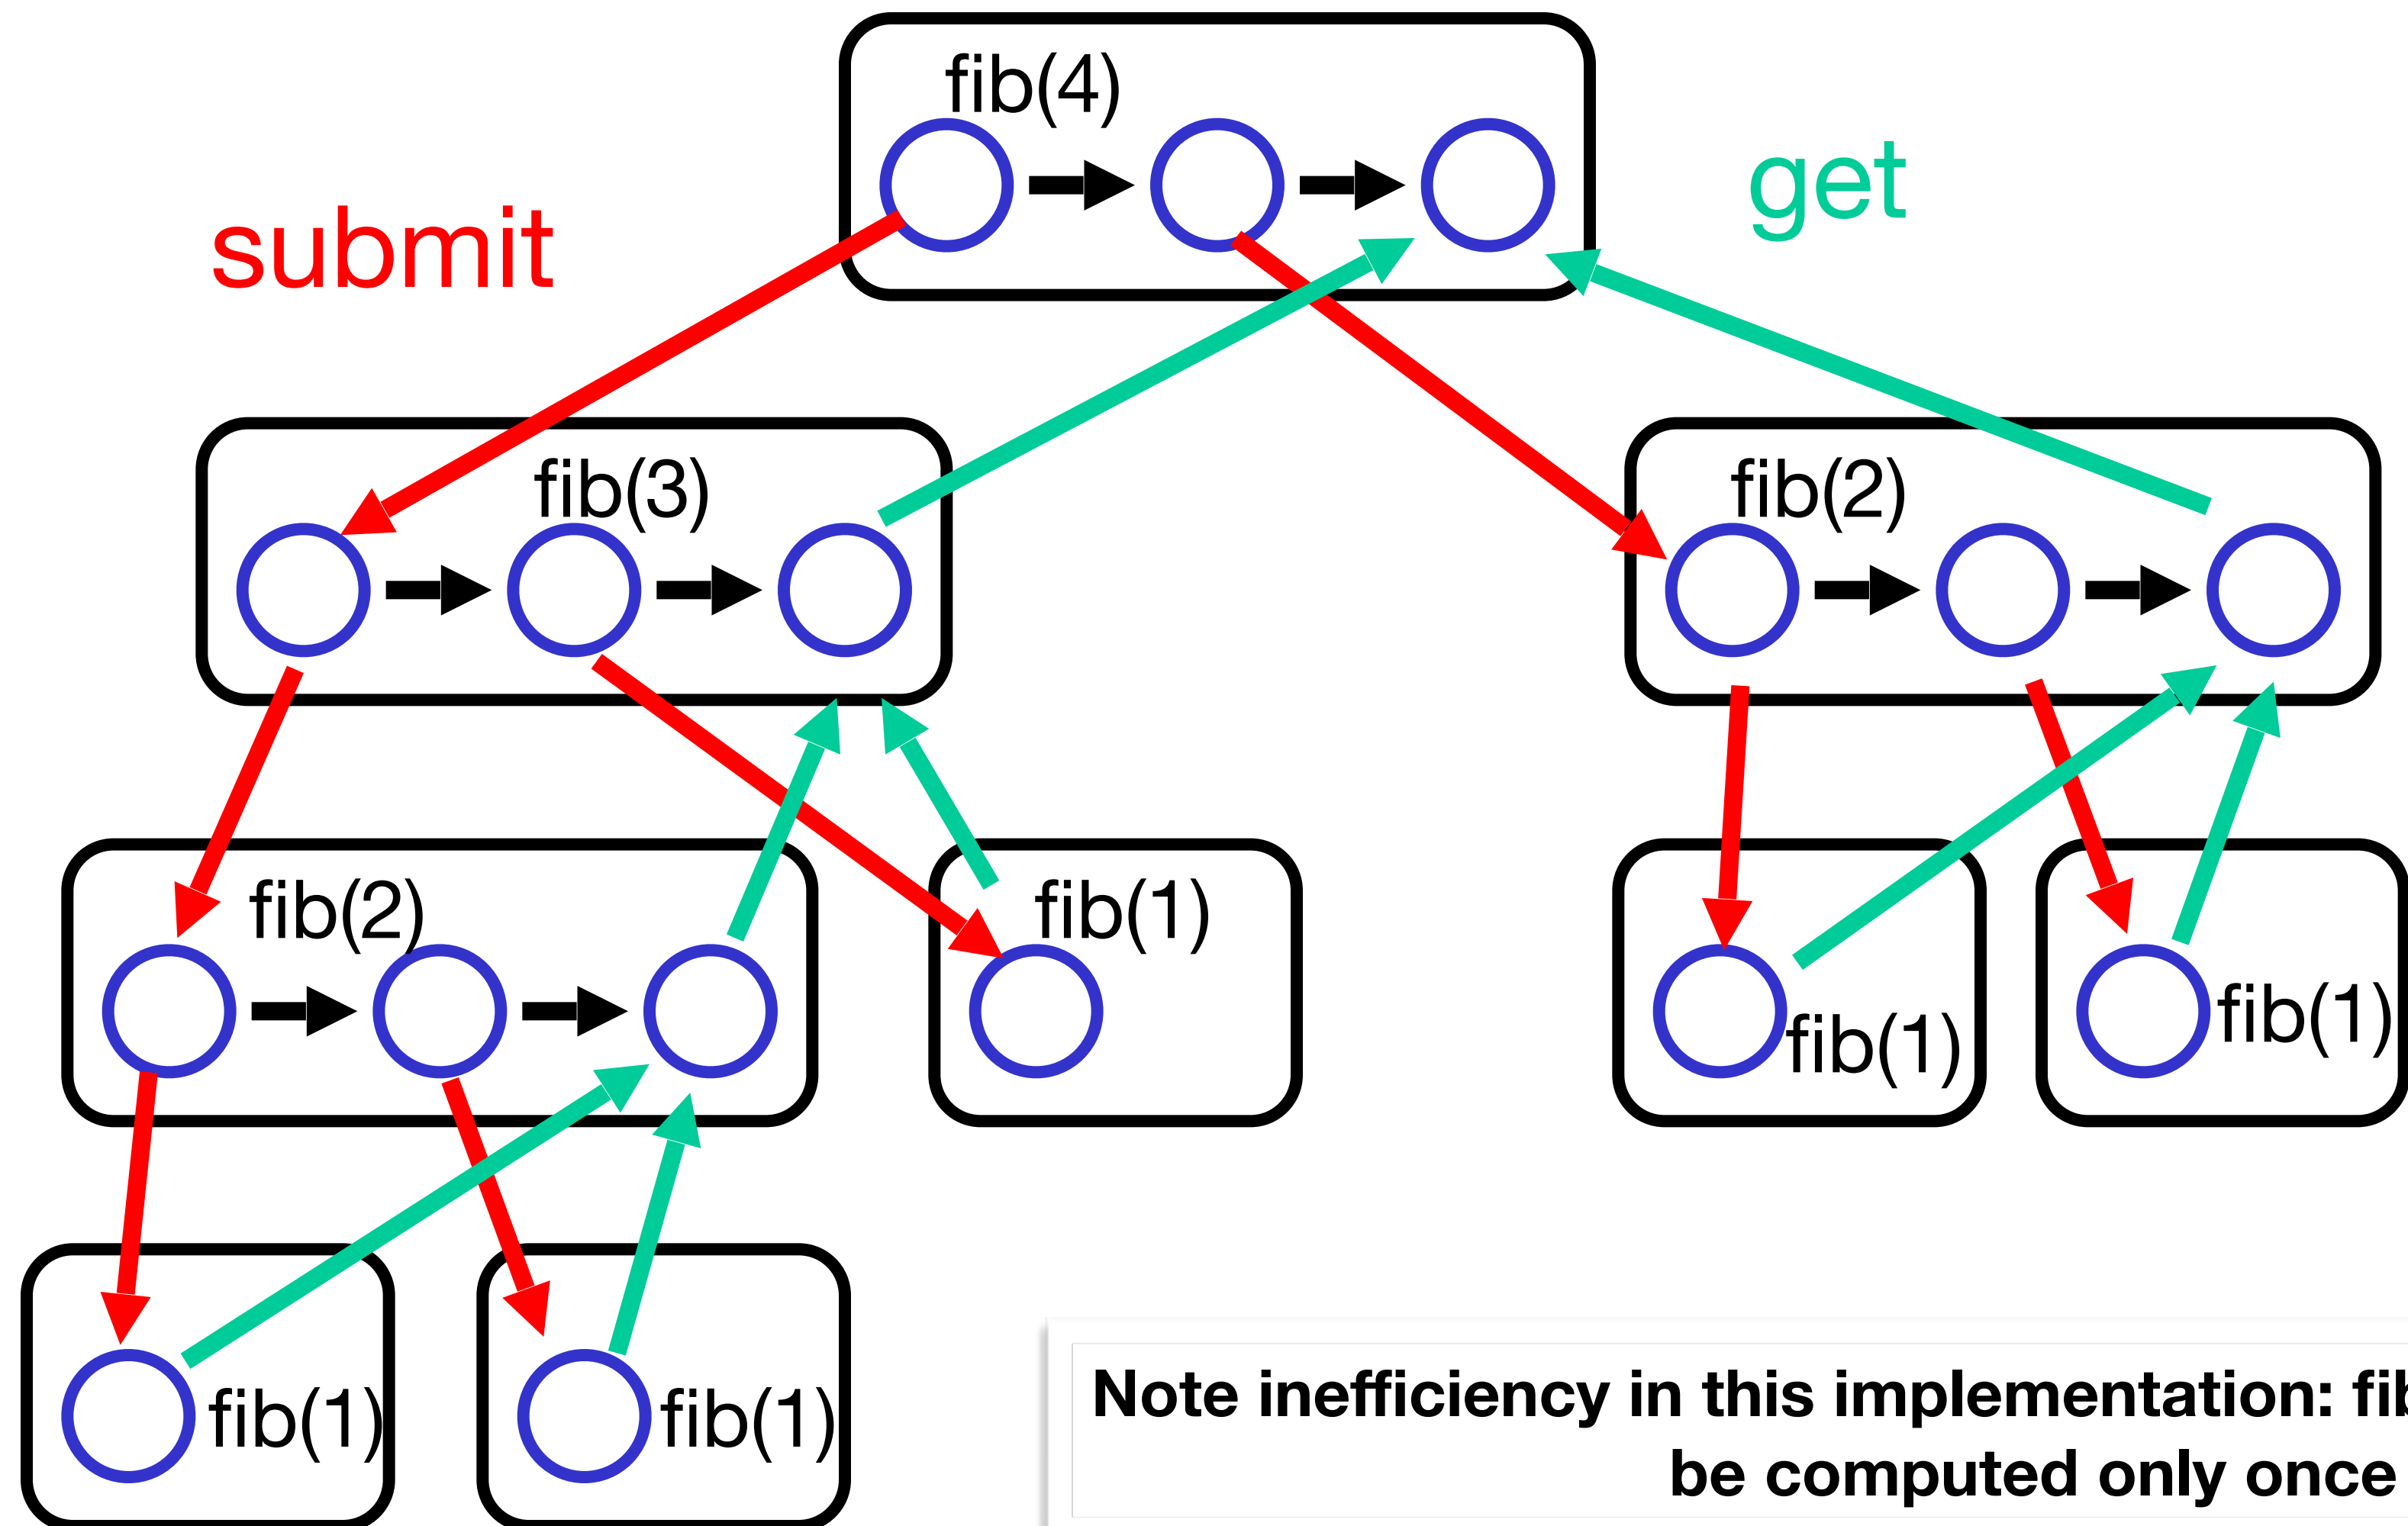 fib(4)
get
submit
fib(3)
fib(2)
fib(2)
fib(1)
fib(1)
fib(1)
fib(1)
fib(1)
Note inefficiency in this implementation:
be computed only once